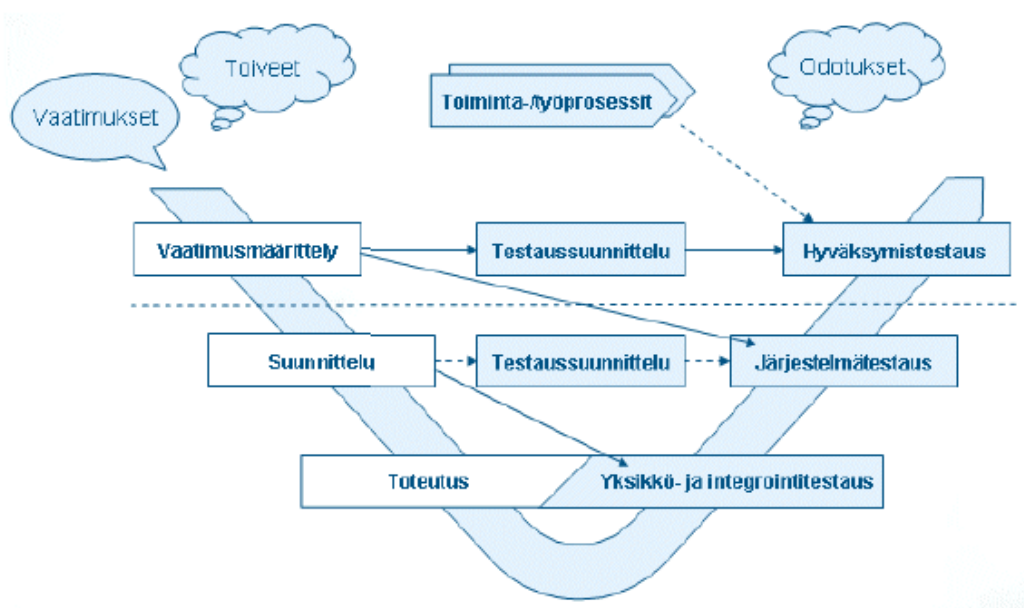 Toiveet
Odotukset
Vaatimukset
Toiminta-/työprosessit
Vaatimusmäärittely
Testaussuunnittelu
Hyväksymistestaus
Suunnittelu
Testaussuunnittelu
Järjestelmätestaus
Toteutus
Yksikkö- ja integrointitestaus